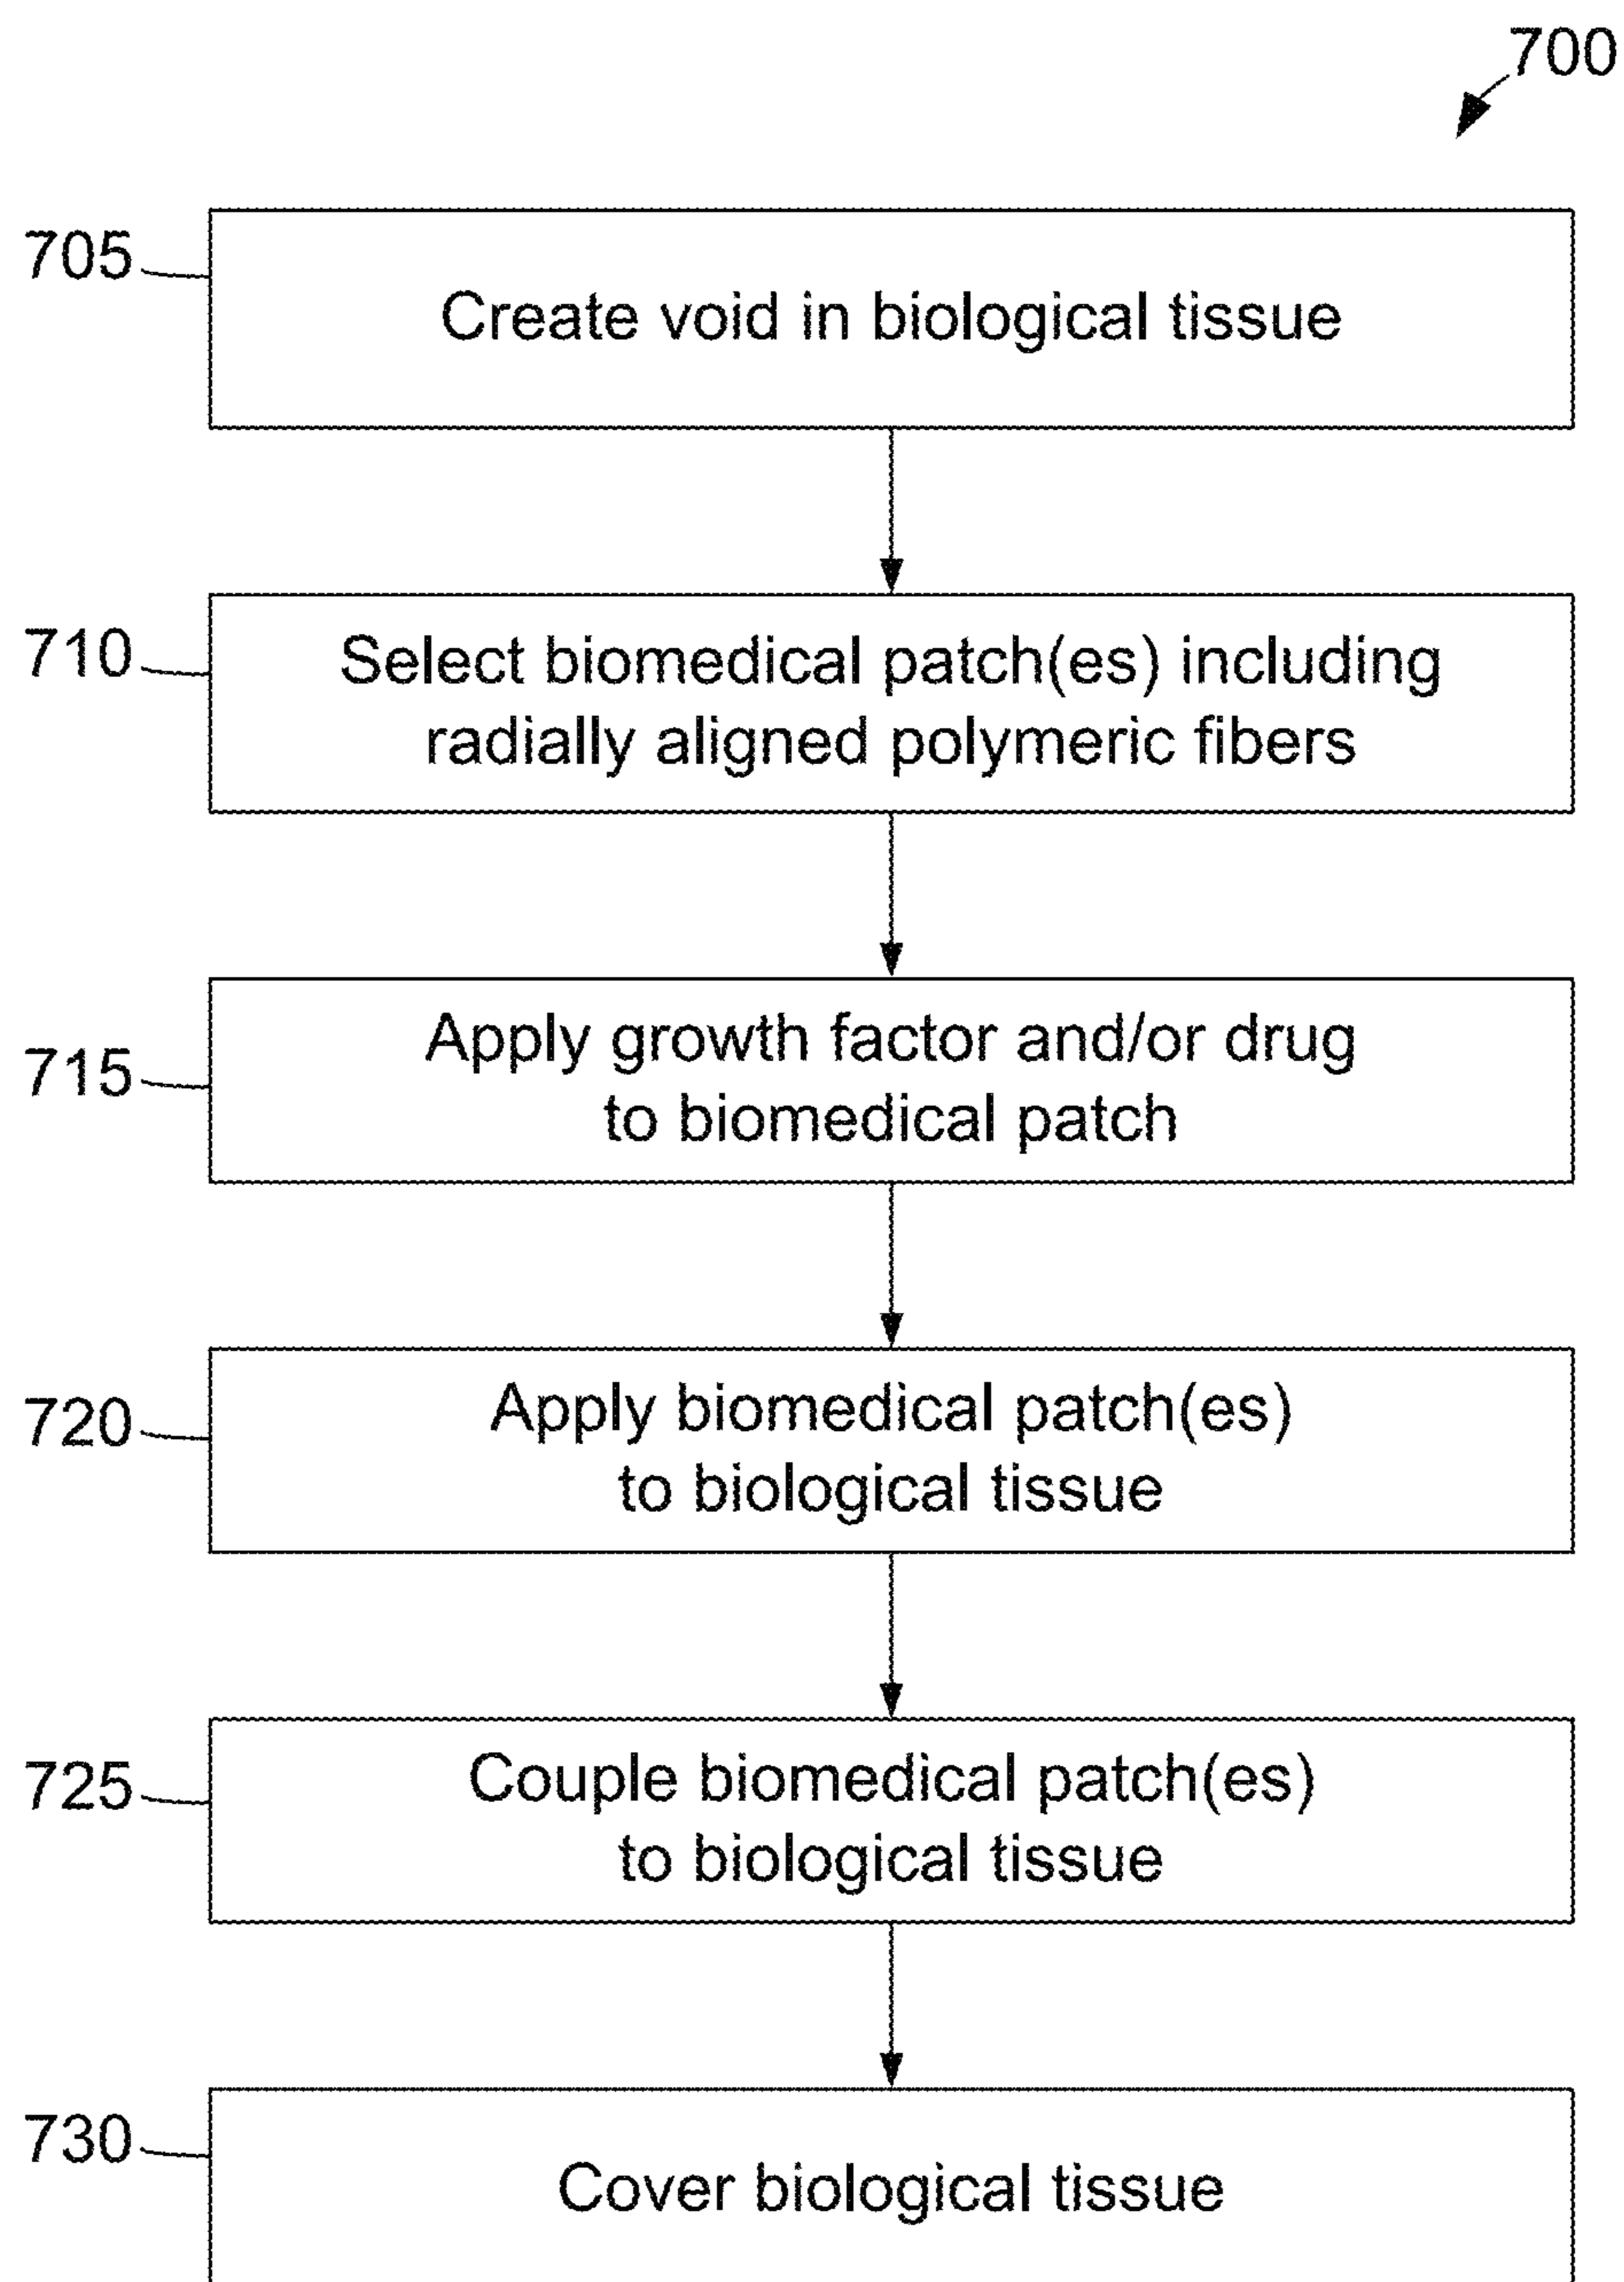 700
705
Create void in biological tissue
710
Select biomedical patch(es) including
radially aligned polymeric fibers
715
Apply growth factor and/or drug
to biomedical patch
720
Apply biomedical patch(es)
to biological tissue
725
Couple biomedical patch(es)
to biological tissue
730
Cover biological tissue